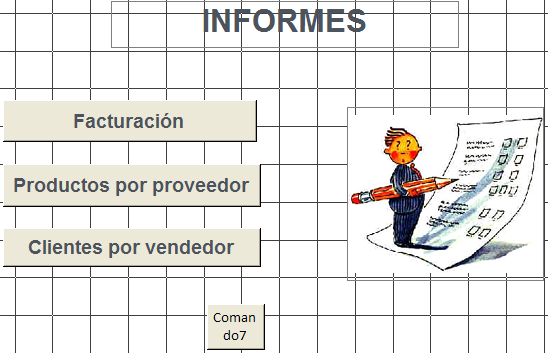 INFORMES
Facturación
Productos por proveedor
Clientes por vendedor
Coman
do7